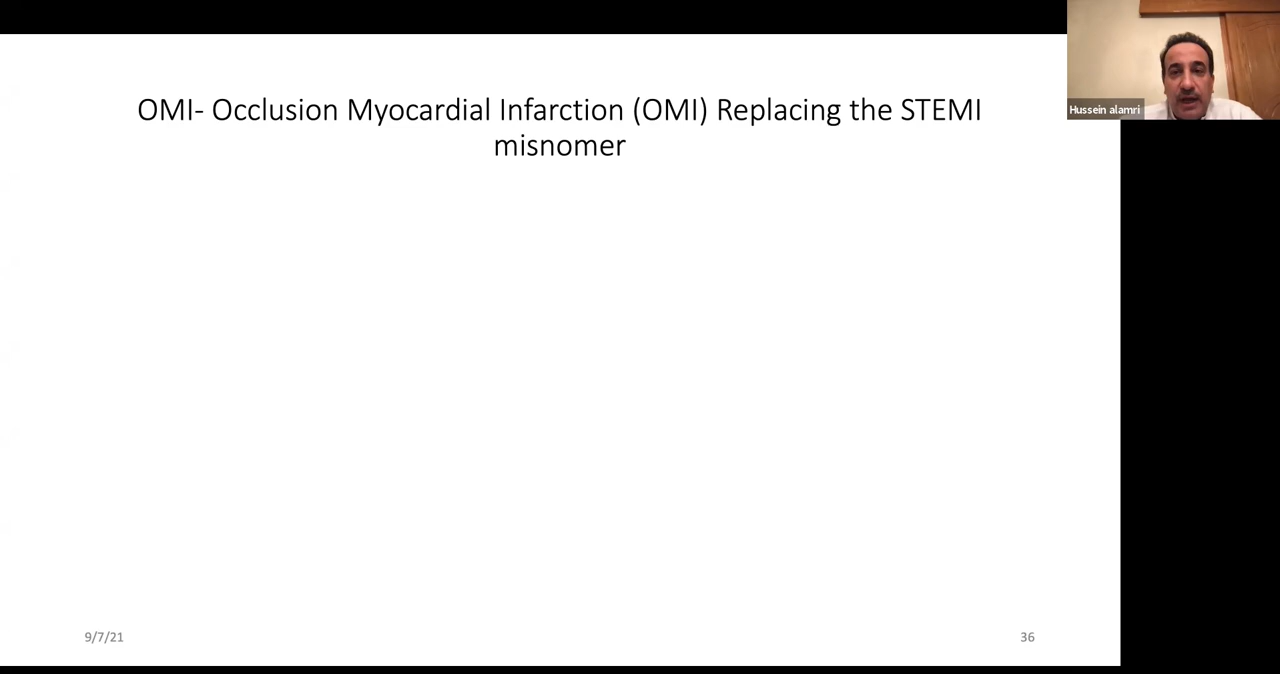 OMI- Occlusion Myocardial Infarction (OMI) Replacing the STEMI
misnomer
Hussein alamri
9/7/21
36